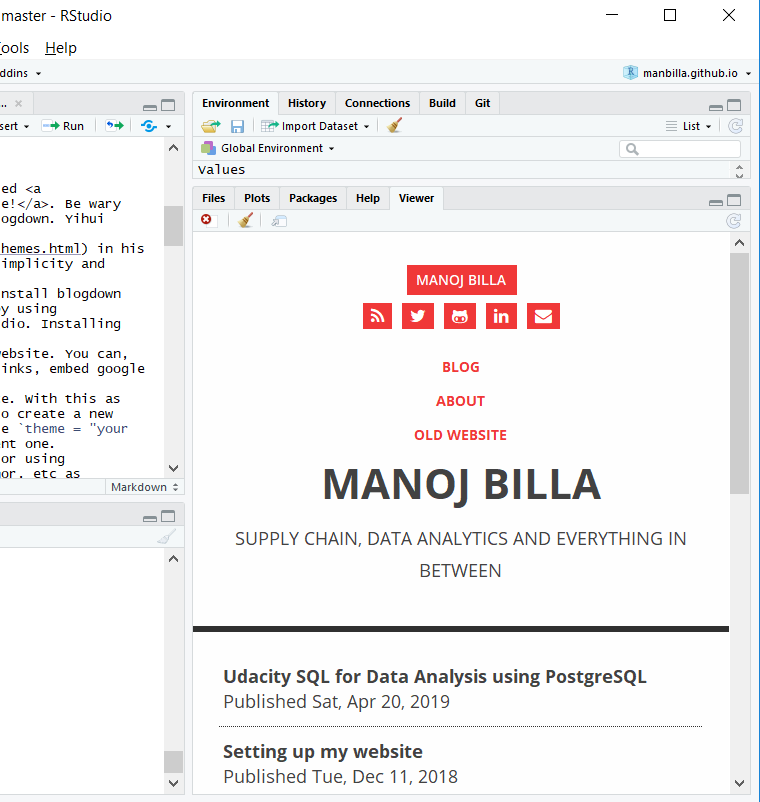 master - RStudio
ools Help
ddins
manbilla.github.io
...
sert Run
ed <a
e!</a>. Be wary
ogdown. Yihui
hemes.html) in his
implicity and
nstall blogdown
by using
dio. Installing
ebsite. You can,
inks, embed google
e. With this as
o create a new
e `theme = "your
nt one.
or using
hor, etc as
Markdown
Environment History Connections Build Git
Import Dataset List
Global Environment
Values
Files Plots Packages Help Viewer
MANOJ BILLA
BLOG
ABOUT
OLD WEBSITE
MANOJ BILLA
SUPPLY CHAIN, DATA ANALYTICS AND EVERYTHING IN
BETWEEN
Udacity SQL for Data Analysis using PostgreSQL
Published Sat, Apr 20, 2019
Setting up my website
Published Tue, Dec 11, 2018